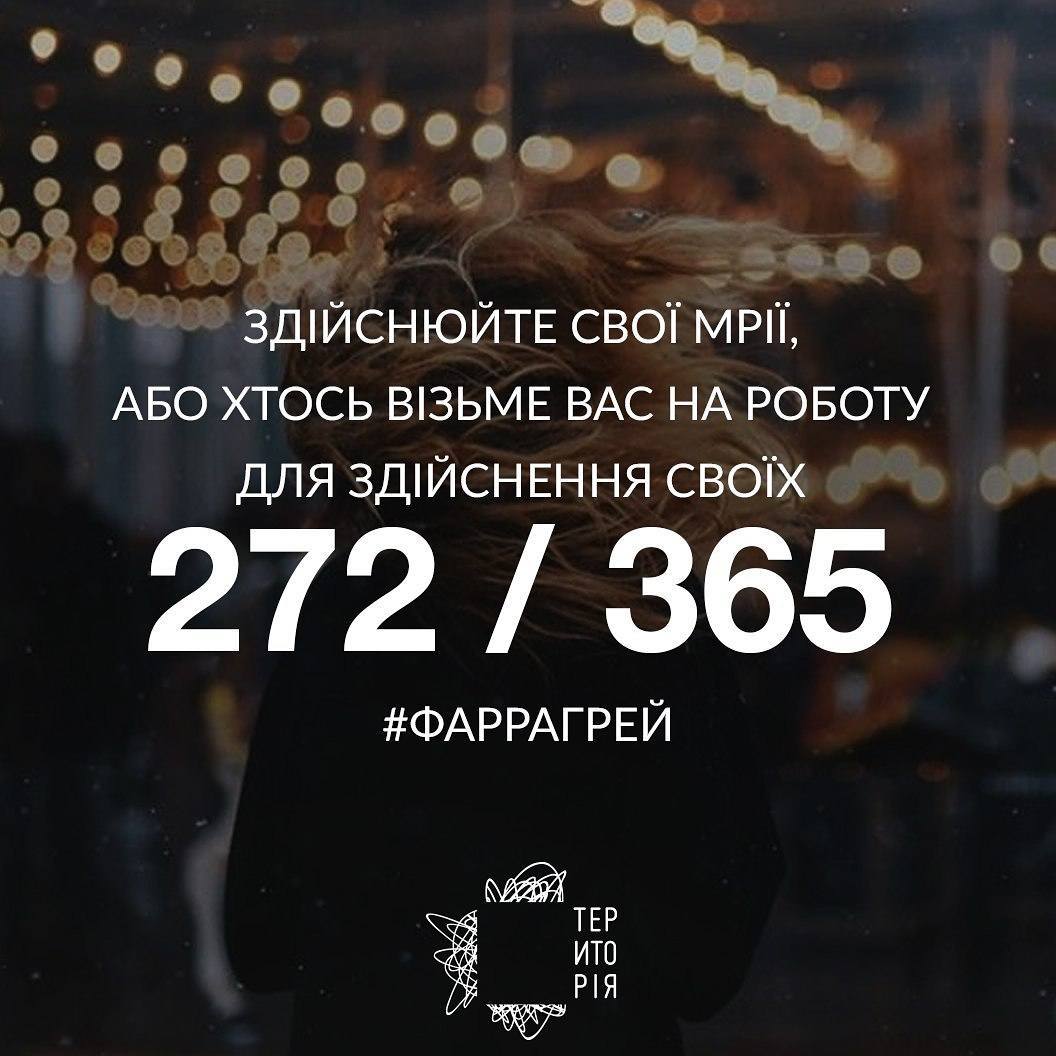 ЗДІЙСНЮЙТЕ СВОЇ МРІЇ,
АБО ХТОСЬ ВІЗЬМЕ ВАС НА РОБОТУ
ДЛЯ ЗДІЙСНЕННЯ СВОЇХ
272 / 365
#ФАРРАГРЕЙ
ТЕР
ИТО
РІЯ